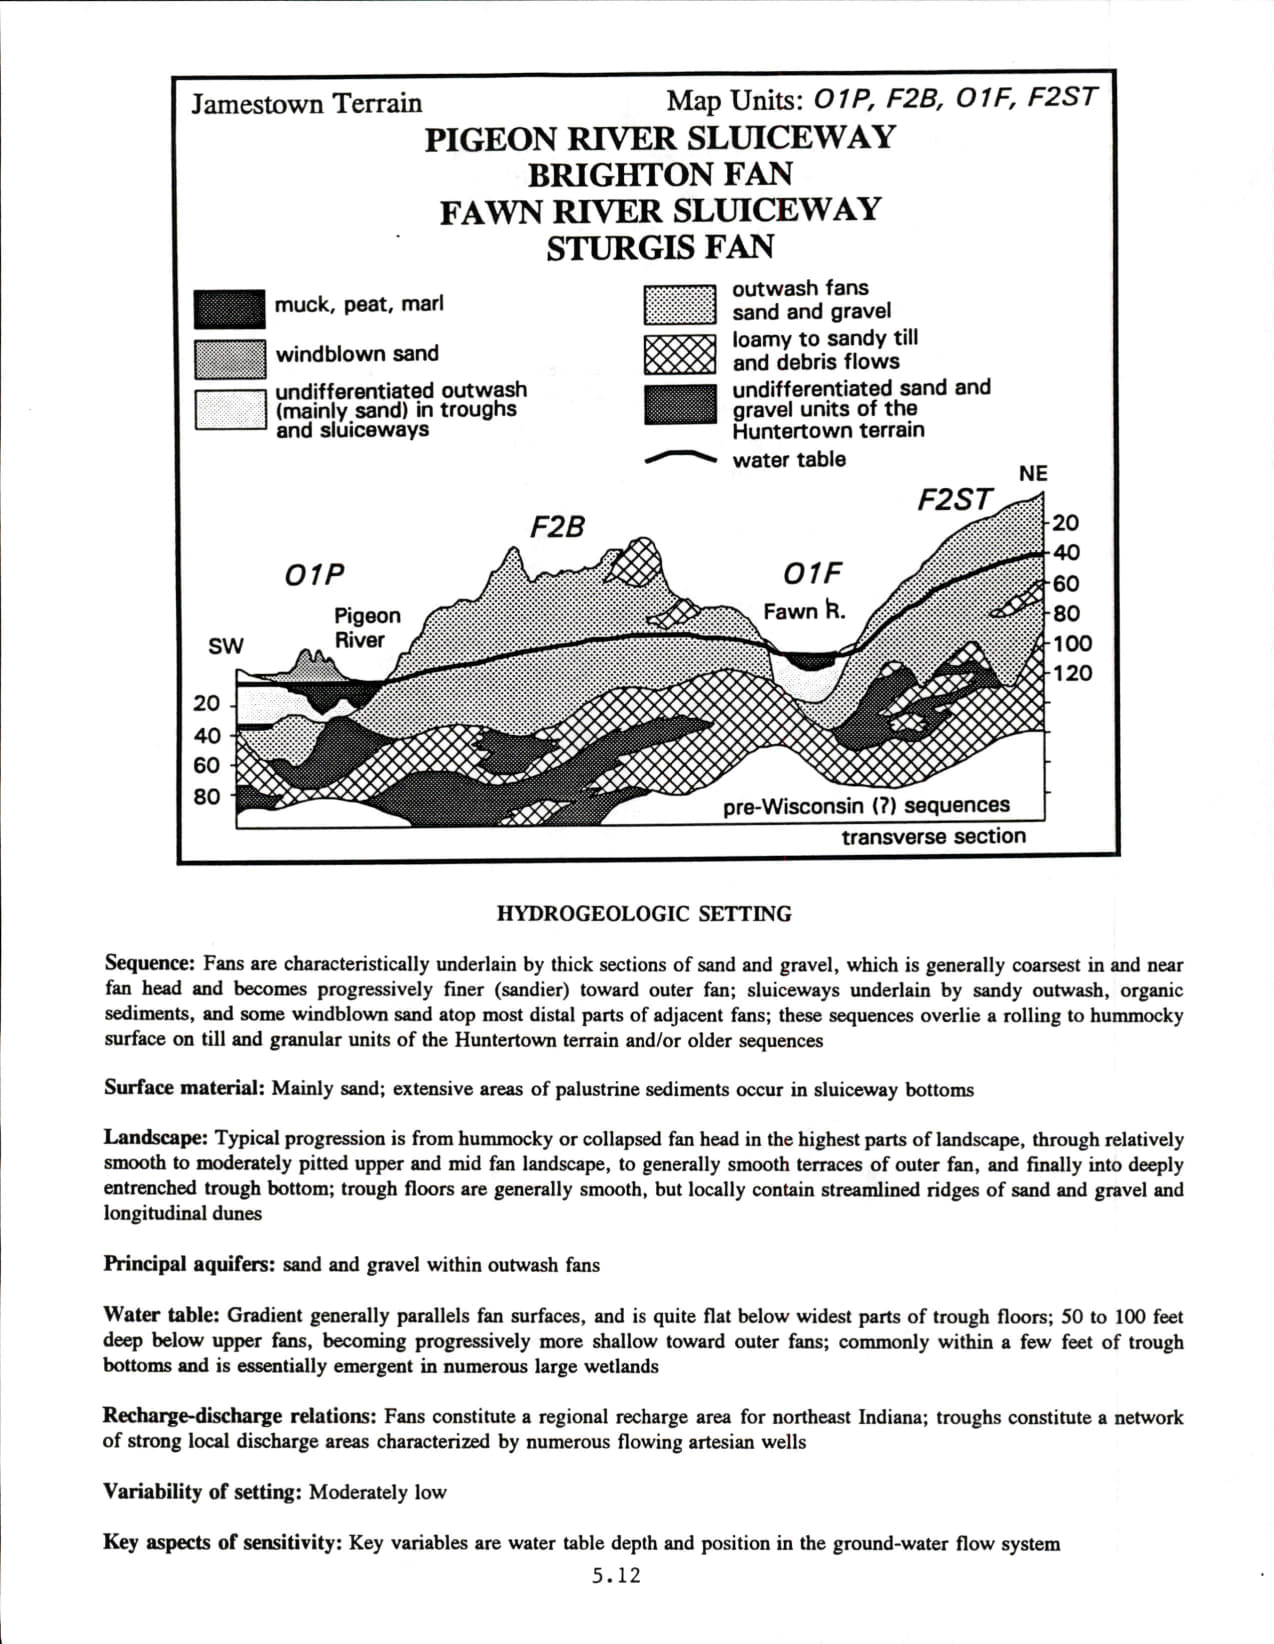 Jamestown Terrain
Map Units: O1P, F2B, O1F, F2ST
PIGEON RIVER SLUICEWAY
BRIGHTON FAN
FAWN RIVER SLUICEWAY
STURGIS FAN
muck, peat, marl
windblown sand
undifferentiated outwash
(mainly sand) in troughs
and sluiceways
outwash fans
sand and gravel
loamy to sandy till
and debris flows
undifferentiated sand and
gravel units of the
Huntertown terrain
water table
NE
F2ST
F2B
O1P
O1F
Pigeon
River
Fawn R.
SW
20
40
60
80
20
40
60
80
100
120
pre-Wisconsin (?) sequences
transverse section
HYDROGEOLOGIC SETTING
Sequence: Fans are characteristically underlain by thick sections of sand and gravel, which is generally coarsest in and near
fan head and becomes progressively finer (sandier) toward outer fan; sluiceways underlain by sandy outwash, organic
sediments, and some windblown sand atop most distal parts of adjacent fans; these sequences overlie a rolling to hummocky
surface on till and granular units of the Huntertown terrain and/or older sequences
Surface material: Mainly sand; extensive areas of palustrine sediments occur in sluiceway bottoms
Landscape: Typical progression is from hummocky or collapsed fan head in the highest parts of landscape, through relatively
smooth to moderately pitted upper and mid fan landscape, to generally smooth terraces of outer fan, and finally into deeply
entrenched trough bottom; trough floors are generally smooth, but locally contain streamlined ridges of sand and gravel and
longitudinal dunes
Principal aquifers: sand and gravel within outwash fans
Water table: Gradient generally parallels fan surfaces, and is quite flat below widest parts of trough floors; 50 to 100 feet
deep below upper fans, becoming progressively more shallow toward outer fans; commonly within a few feet of trough
bottoms and is essentially emergent in numerous large wetlands
Recharge-discharge relations: Fans constitute a regional recharge area for northeast Indiana; troughs constitute a network
of strong local discharge areas characterized by numerous flowing artesian wells
Variability of setting: Moderately low
Key aspects of sensitivity: Key variables are water table depth and position in the ground-water flow system
5.12